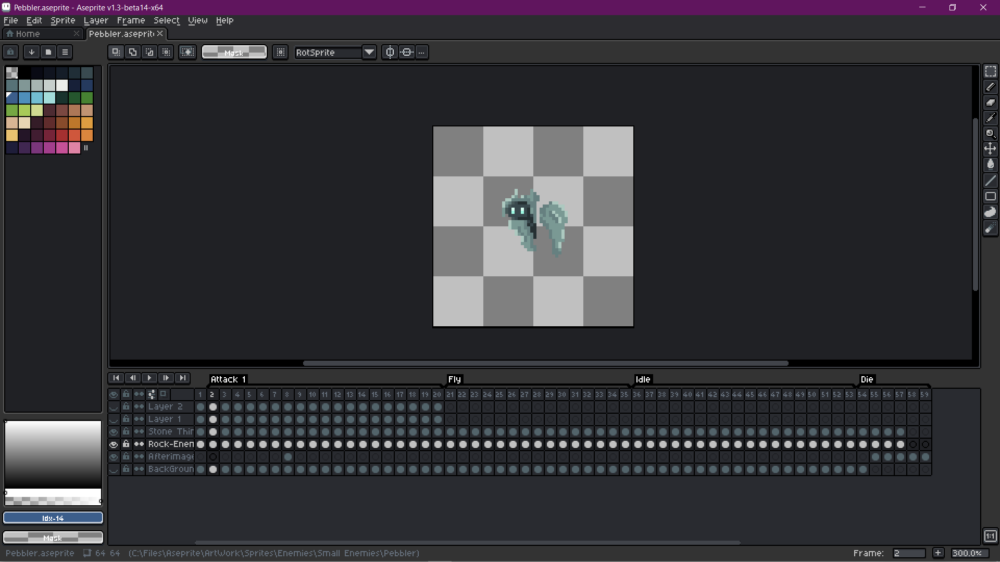 Pebbler.aseprite - Aseprite v1.3-beta14-x64
File Edit Sprite Layer Frame Select View Help
Home Pebbler.aseprit
Mask RotSprite ...
Attack 1 Fly Idle Die
1 2 3 4 5 6 7 8 9 10 11 12 13 14 15 16 17 18 19 20 21 22 23 24 25 26 27 28 29 30 31 32 33 34 35 36 37 38 39 40 41 42 43 44 45 46 47 48 49 50 51 52 53 54 55 56 57 58 59
Layer 2
Layer 1
Stone Thin
Rock-Enem
Afterimage
BackGroun
Idx-14
Mask
1:1
Pebbler.aseprite 64 64 (C:\Files\Aseprite\ArtWork\Sprites\Enemies\Small Enemies\Pebbler) Frame: 2 + 300.0%